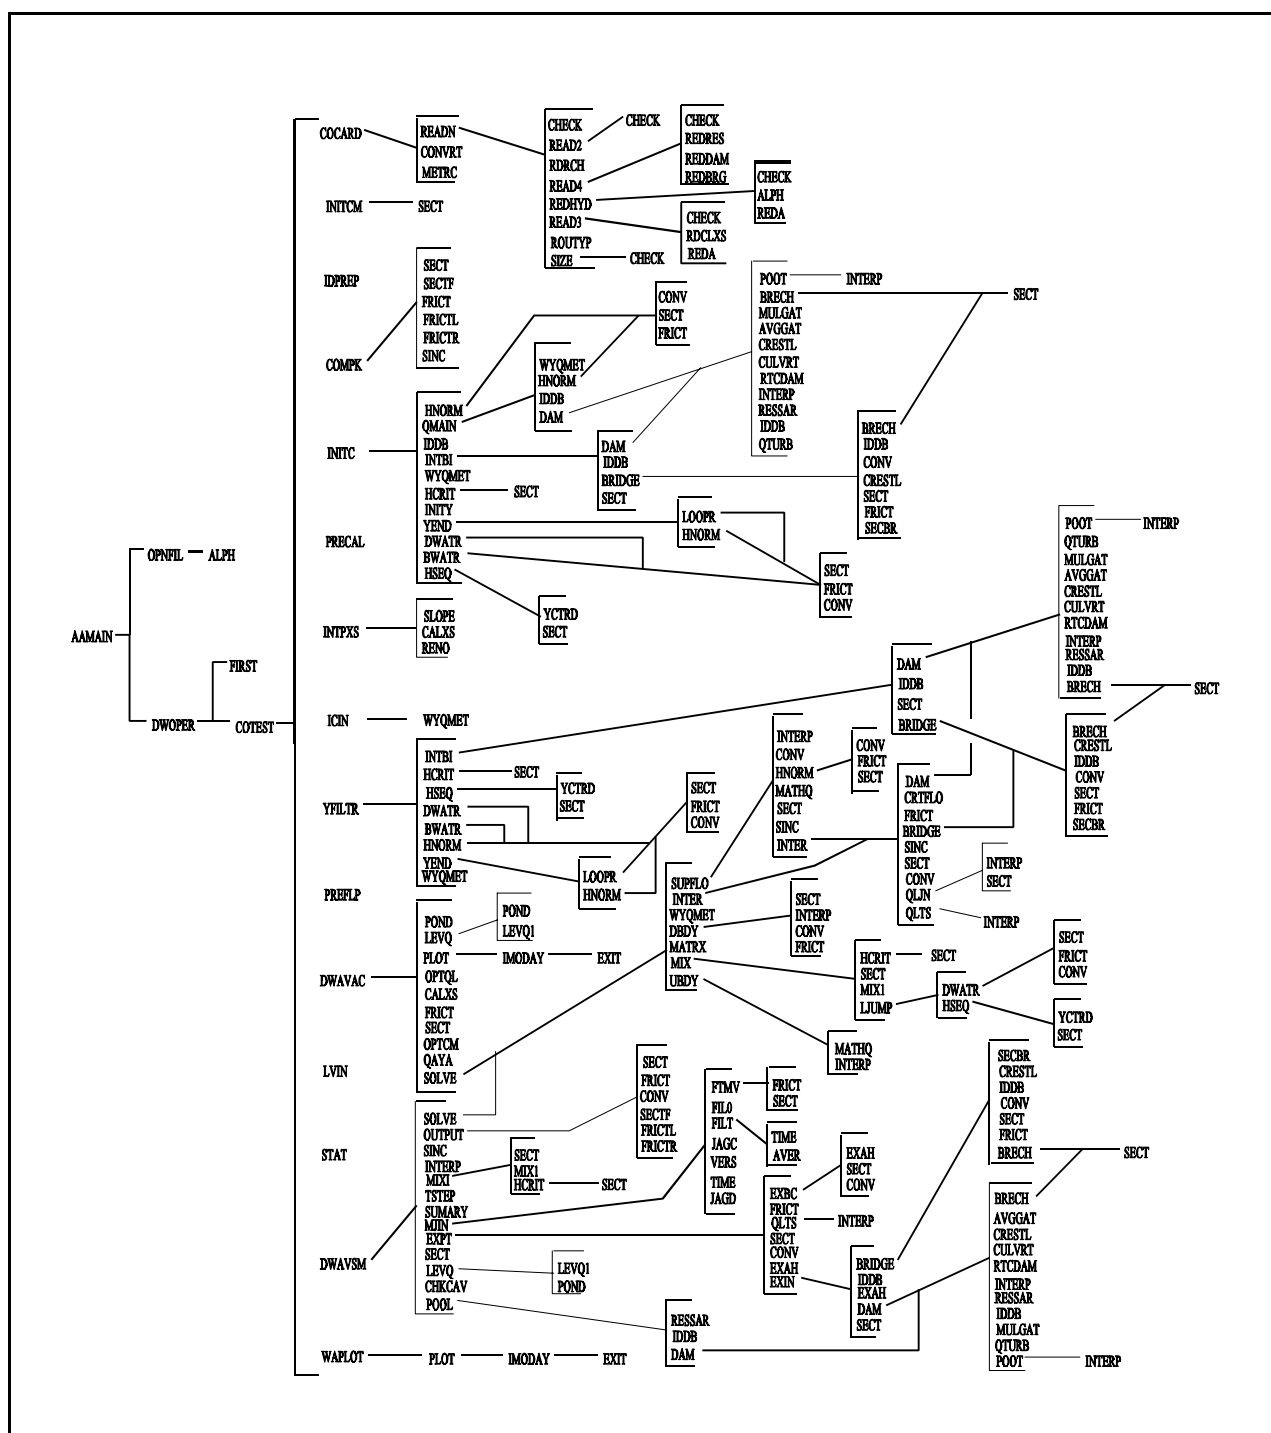 AAMAIN
OPNFIL
ALPH
DWOPER
FIRST
COTEST
COCARD
INITCM
IDPREP
COMPK
INITC
PRECAL
INTPXS
ICIN
YFILTR
PREFLP
DWAVAC
LVIN
STAT
DWAVSM
WAPLOT
READN
CONVRT
METRC
CHECK
READ2
RDRCH
READ4
REDHYD
READ3
ROUTYP
SIZE
CHECK
CHECK
CHECK
REDRES
REDDAM
REDBRG
CHECK
ALPH
REDA
CHECK
RDCLXS
REDA
SECT
SECT
SECTF
FRICT
FRICTL
FRICTR
SINC
HNORM
QMAIN
IDDB
INTBI
WYQMET
HCRIT
INITY
YEND
DWATR
BWATR
HSEQ
SECT
CONV
SECT
FRICT
WYQMET
HNORM
IDDB
DAM
DAM
IDDB
BRIDGE
SECT
POOT
BRECH
MULGAT
AVGGAT
CRESTL
CULVRT
RTCDAM
INTERP
RESSAR
IDDB
QTURB
INTERP
SECT
BRECH
IDDB
CONV
CRESTL
SECT
FRICT
SECBR
LOOPR
HNORM
SECT
FRICT
CONV
YCTRD
SECT
SLOPE
CALXS
RENO
WYQMET
INTBI
HCRIT
HSEQ
DWATR
BWATR
HNORM
YEND
WYQMET
SECT
YCTRD
SECT
SECT
FRICT
CONV
LOOPR
HNORM
DAM
IDDB
SECT
BRIDGE
POOT
QTURB
MULGAT
AVGGAT
CRESTL
CULVRT
RTCDAM
INTERP
RESSAR
IDDB
BRECH
INTERP
SECT
BRECH
CRESTL
IDDB
CONV
SECT
FRICT
SECBR
POND
LEVQ
PLOT
OPTQL
CALXS
FRICT
SECT
OPTCM
QAYA
SOLVE
POND
LEVQ1
IMODAY
EXIT
SUPFLO
INTER
WYQMET
DBDY
MATRX
MIX
UBDY
INTERP
CONV
HNORM
MATHQ
SECT
SINC
INTER
CONV
FRICT
SECT
DAM
CRTFLO
FRICT
BRIDGE
SINC
SECT
CONV
QLJN
QLTS
INTERP
SECT
INTERP
SECT
INTERP
CONV
FRICT
HCRIT
SECT
MIX1
LJUMP
SECT
DWATR
HSEQ
SECT
FRICT
CONV
YCTRD
SECT
MATHQ
INTERP
SOLVE
OUTPUT
SINC
INTERP
MIXI
TSTEP
SUMARY
MJIN
EXPT
SECT
LEVQ
CHKCAV
POOL
SECT
FRICT
CONV
SECTF
FRICTL
FRICTR
SECT
MIX1
HCRIT
SECT
FTMV
FIL0
FILT
JAGC
VERS
TIME
JAGD
FRICT
SECT
TIME
AVER
EXBC
FRICT
QLTS
SECT
CONV
EXAH
EXIN
EXAH
SECT
CONV
INTERP
BRIDGE
IDDB
EXAH
DAM
SECT
SECBR
CRESTL
IDDB
CONV
SECT
FRICT
BRECH
SECT
BRECH
AVGGAT
CRESTL
CULVRT
RTCDAM
INTERP
RESSAR
IDDB
MULGAT
QTURB
POOT
INTERP
LEVQ1
POND
RESSAR
IDDB
DAM
PLOT
IMODAY
EXIT